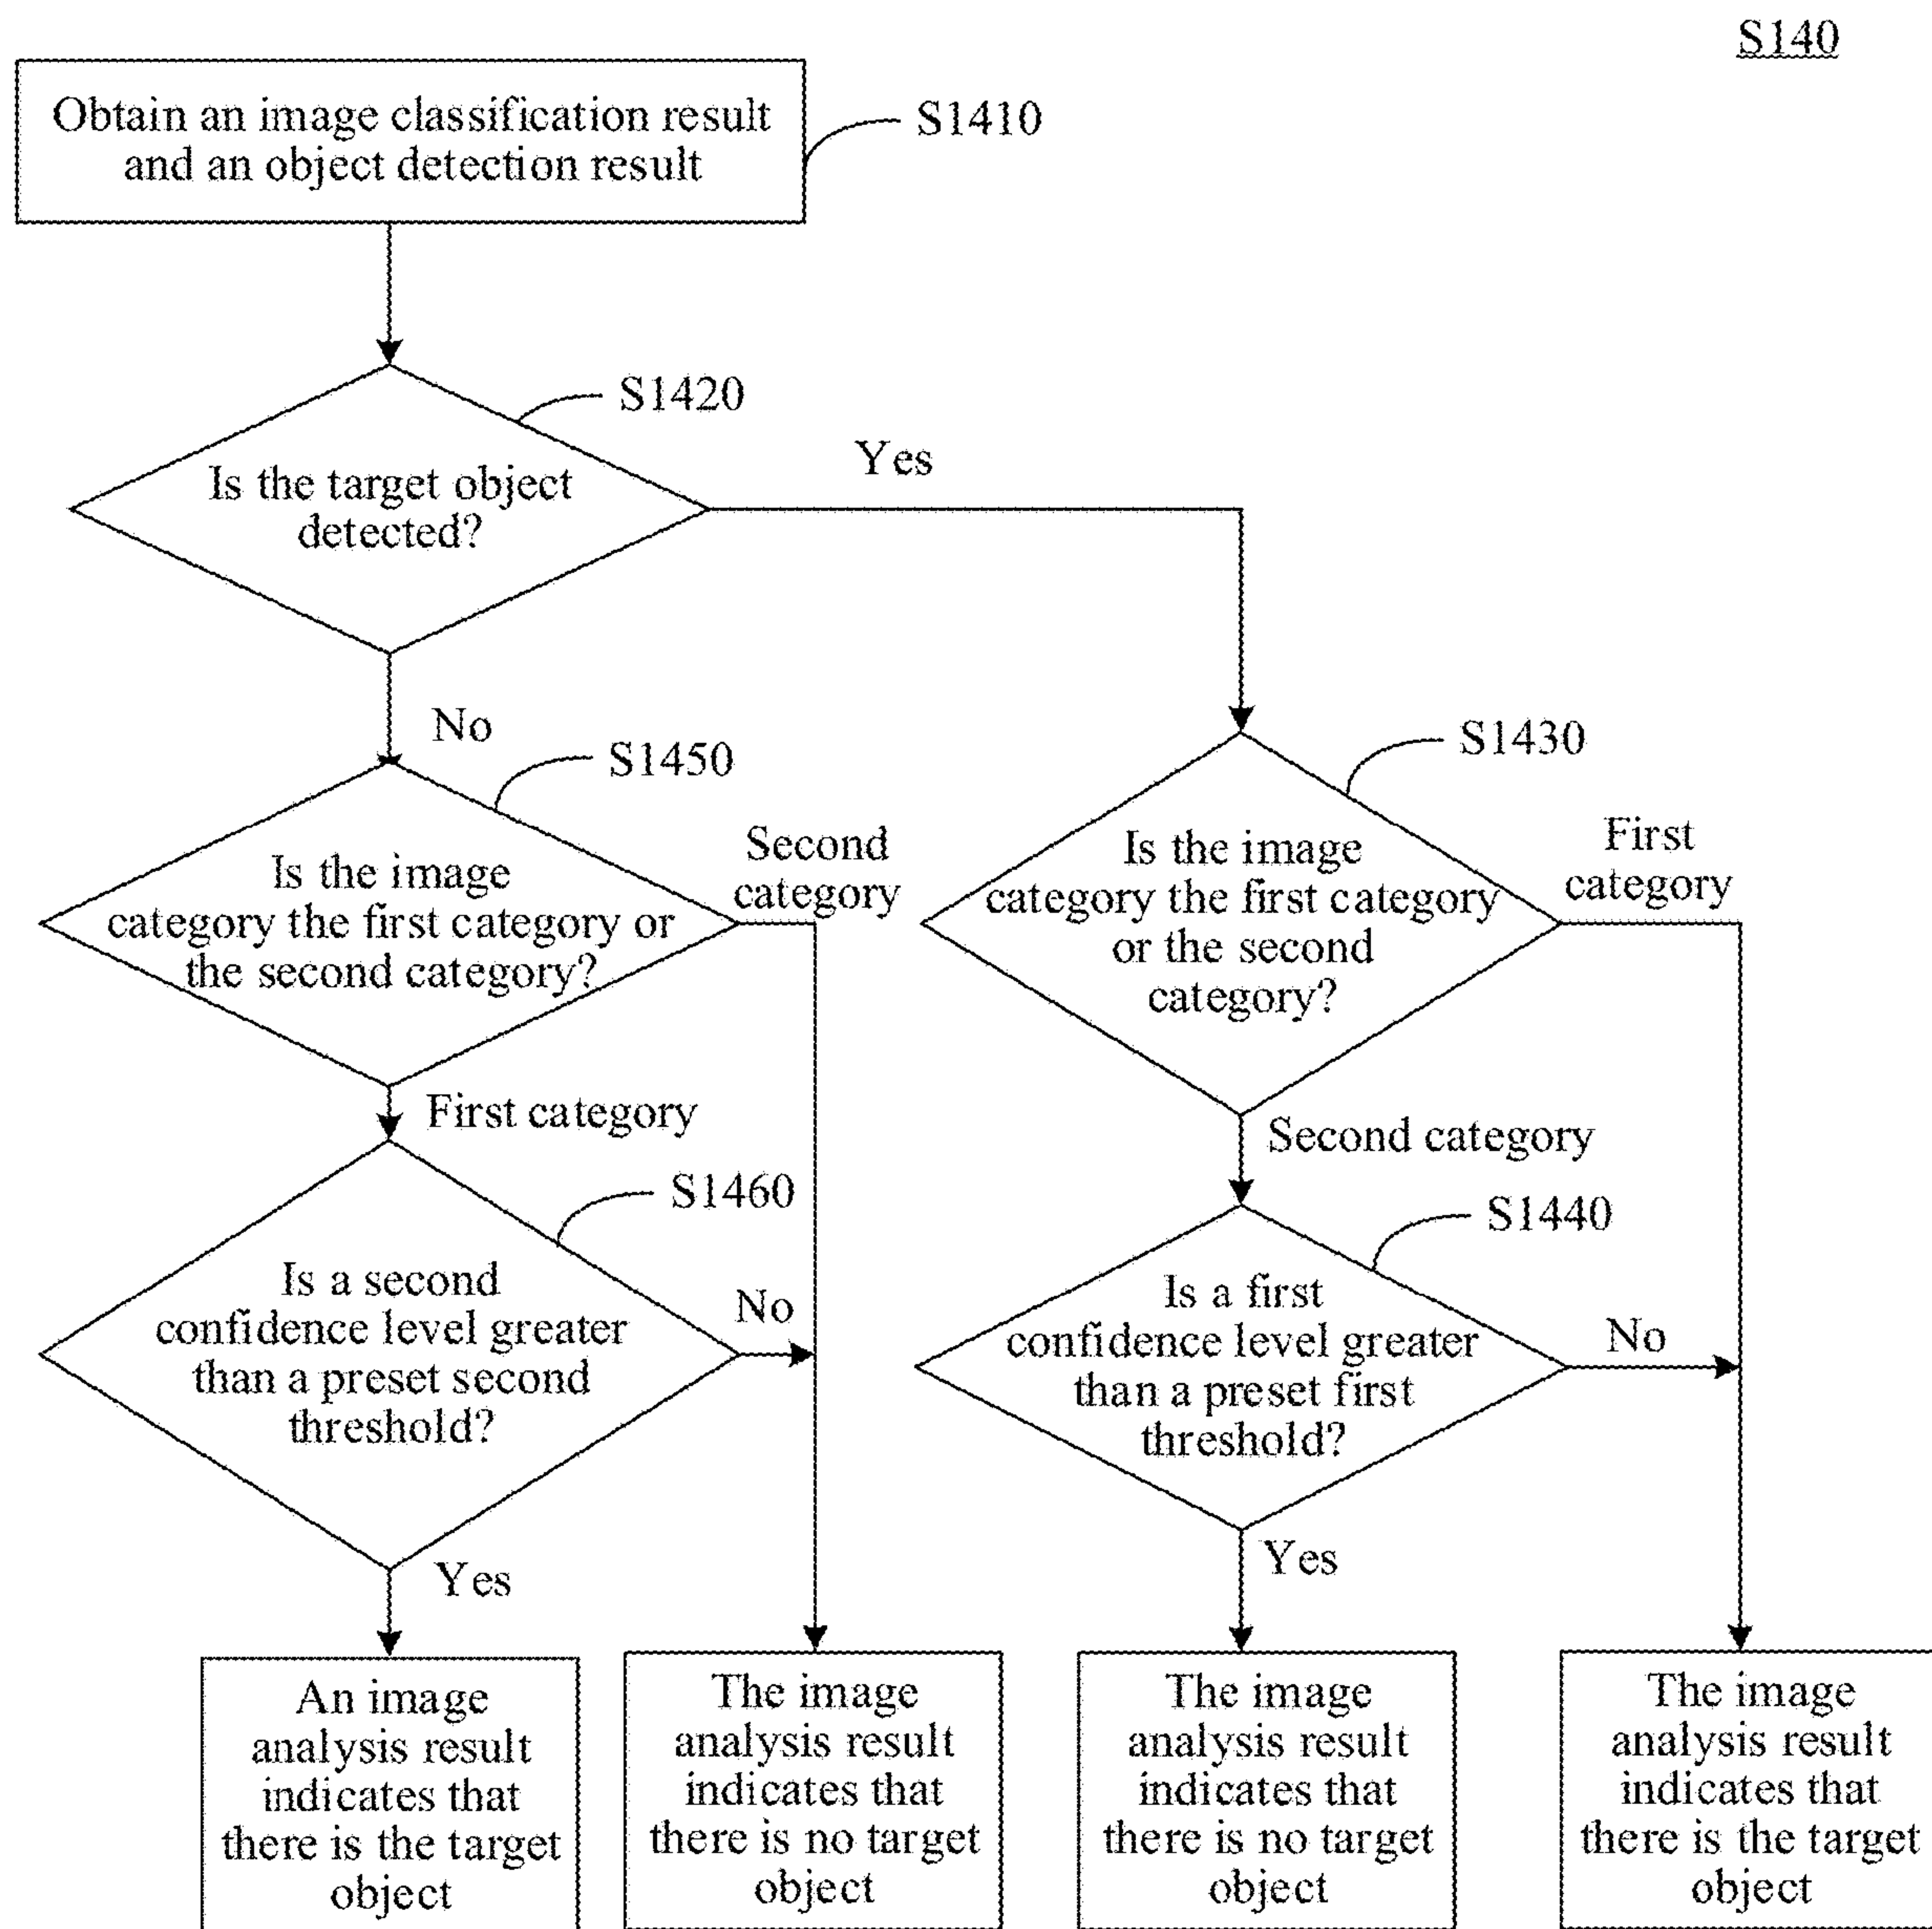 S140
Obtain an image classification result
and an object detection result
S1410
S1420
Is the target object
detected?
Yes
No
S1450
Is the image
category the first category or
the second category?
Second
category
S1430
Is the image
category the first category
or the second
category?
First
category
First category
Second category
S1460
Is a second
confidence level greater
than a preset second
threshold?
No
S1440
Is a first
confidence level greater
than a preset first
threshold?
No
Yes
Yes
An image
analysis result
indicates that
there is the target
object
The image
analysis result
indicates that
there is no target
object
The image
analysis result
indicates that
there is no target
object
The image
analysis result
indicates that
there is the target
object